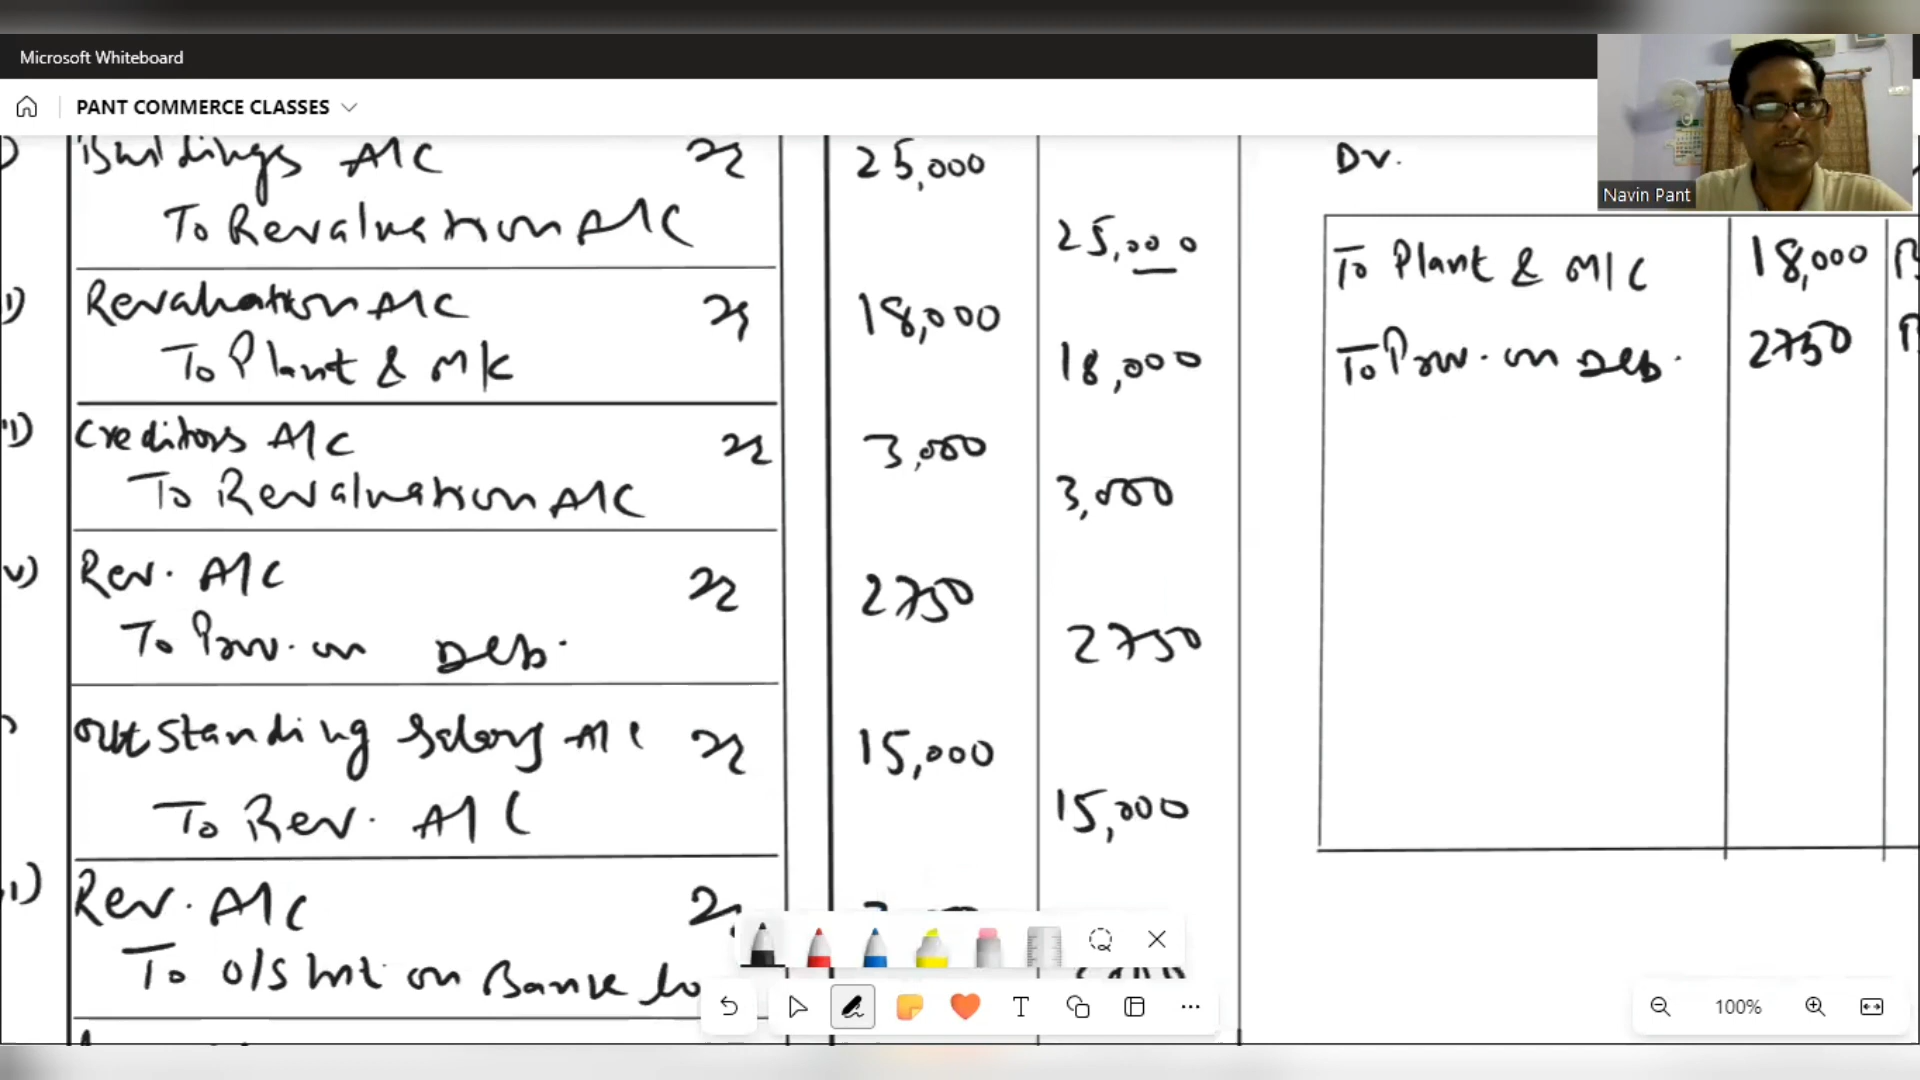 Microsoft Whiteboard
PANT COMMERCE CLASSES
Navin Pant
Buildings A/C Dr 25,000
To Revaluation A/C 25,000
Revaluation A/C Dr 18,000
To Plant & M/C 18,000
Creditors A/C Dr 3,000
To Revaluation A/C 3,000
Rev. A/C Dr 2750
To Prov. on Deb. 2750
Outstanding Salary A/C Dr 15,000
To Rev. A/C 15,000
Rev. A/C Dr
To O/S Int on Bank
Dr.
To Plant & M/C 18,000
To Prov. on Deb. 2750
100%